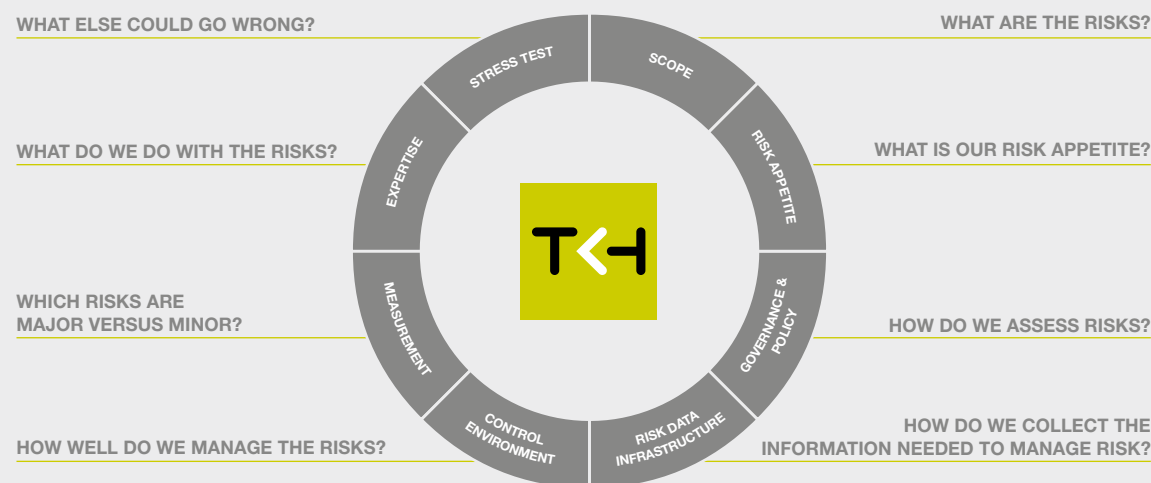 WHAT ELSE COULD GO WRONG?
WHAT ARE THE RISKS?
STRESS TEST
SCOPE
WHAT DO WE DO WITH THE RISKS?
WHAT IS OUR RISK APPETITE?
EXPERTISE
RISK APPETITE
TKH
WHICH RISKS ARE
MAJOR VERSUS MINOR?
HOW DO WE ASSESS RISKS?
MEASUREMENT
GOVERNANCE &
POLICY
HOW WELL DO WE MANAGE THE RISKS?
HOW DO WE COLLECT THE
INFORMATION NEEDED TO MANAGE RISK?
CONTROL
ENVIRONMENT
RISK DATA
INFRASTRUCTURE